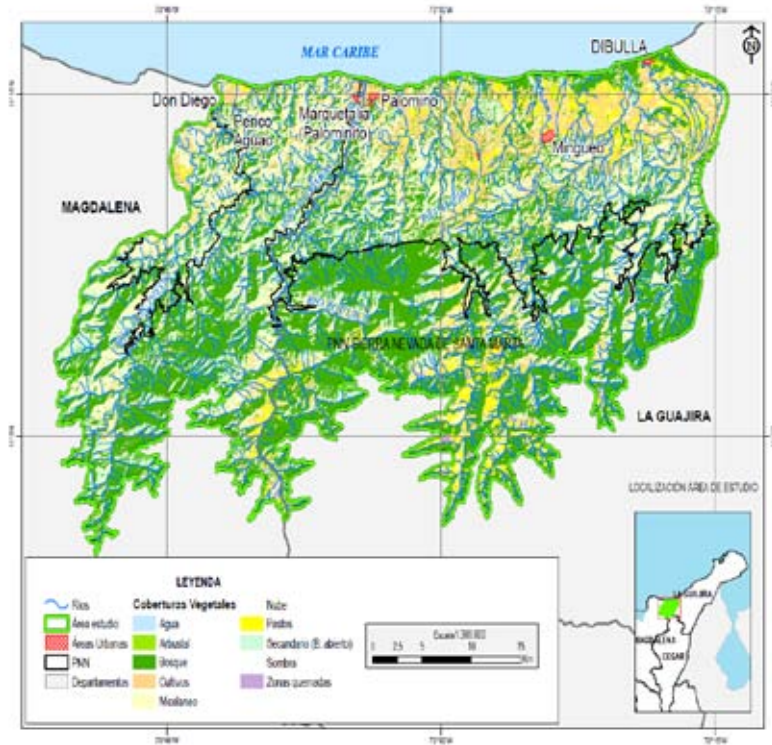 MAR CARIBE
DIBULLA
Don Diego
Perico
Aguao
Marquetalia
(Palomino)
Palomino
Mingueo
MAGDALENA
PNN SIERRA NEVADA DE SANTA MARTA
LA GUAJIRA
N
LOCALIZACIÓN ÁREA DE ESTUDIO
LA GUAJIRA
MAGDALENA
CESAR
LEYENDA
Ríos
Área estudio
Áreas Urbanas
PNN
Departamentos
Coberturas Vegetales
Agua
Arbustal
Bosque
Cultivos
Misceláneo
Nube
Pastos
Secundario (B. abierto)
Sombra
Zonas quemadas
0 2.5 5 10 15
Km